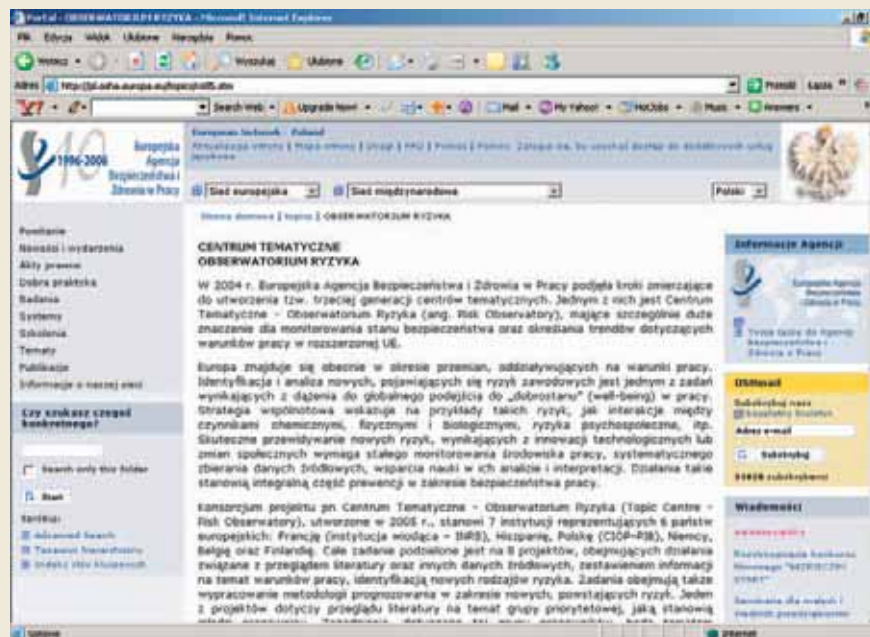 Portal - OBSERWATORIUM RYZYKA - Microsoft Internet Explorer
Plik Edycja Widok Ulubione Narzędzia Pomoc
Wstecz Wyszukaj Ulubione
Adres Przejdź Łącza
Y! Search Web Upgrade Now! Mail My Yahoo! HotJobs Music Answers
1996-2006
Europejska
Agencja
Bezpieczeństwa i
Zdrowia w Pracy
European Network - Poland
Sieć europejska Sieć międzynarodowa Polski
Strona domowa | topics | OBSERWATORIUM RYZYKA
Powitanie
Nowości i wydarzenia
Akty prawne
Dobra praktyka
Badania
Systemy
Szkolenia
Tematy
Publikacje
Informacje o naszej sieci
Czy szukasz czegoś
konkretnego?
Search only this folder
Start
Advanced Search
CENTRUM TEMATYCZNE
OBSERWATORIUM RYZYKA
W 2004 r. Europejska Agencja Bezpieczeństwa i Zdrowia w Pracy podjęła kroki zmierzające
do utworzenia tzw. trzeciej generacji centrów tematycznych. Jednym z nich jest Centrum
Tematyczne - Obserwatorium Ryzyka (ang. Risk Observatory), mające szczególnie duże
znaczenie dla monitorowania stanu bezpieczeństwa oraz określania trendów dotyczących
warunków pracy w rozszerzonej UE.
Europa znajduje się obecnie w okresie przemian, oddziaływujących na warunki pracy.
Identyfikacja i analiza nowych, pojawiających się ryzyk zawodowych jest jednym z zadań
wynikających z dążenia do globalnego podejścia do „dobrostanu" (well-being) w pracy.
Strategia wspólnotowa wskazuje na przykłady takich ryzyk, jak interakcje między
czynnikami chemicznymi, fizycznymi i biologicznymi, ryzyka psychospołeczne, itp.
Skuteczne przewidywanie nowych ryzyk, wynikających z innowacji technologicznych lub
zmian społecznych wymaga stałego monitorowania środowiska pracy, systematycznego
zbierania danych źródłowych, wsparcia nauki w ich analizie i interpretacji. Działania takie
stanowią integralną część prewencji w zakresie bezpieczeństwa pracy.
Konsorcjum projektu pn Centrum Tematyczne - Obserwatorium Ryzyka (Topic Centre -
Risk Observatory), utworzone w 2005 r., stanowi 7 instytucji reprezentujących 6 państw
europejskich: Francję (instytucja wiodąca - INRS), Hiszpanię, Polskę (CIOP-PIB), Niemcy,
Belgię oraz Finlandię. Całe zadanie podzielone jest na 8 projektów, obejmujących działania
związane z przeglądem literatury oraz innych danych źródłowych, zestawieniem informacji
na temat warunków pracy, identyfikacją nowych rodzajów ryzyka. Zadania obejmują także
wypracowanie metodologii prognozowania w zakresie nowych, powstających ryzyk. Jeden
z projektów dotyczy przeglądu literatury na temat grupy priorytetowej, jaką stanowią
Informacje Agencji
Europejska Agencja
Bezpieczeństwa
i Zdrowia w Pracy
OSHmail
Adres e-mail
Subskrybuj
Wiadomości
Internet